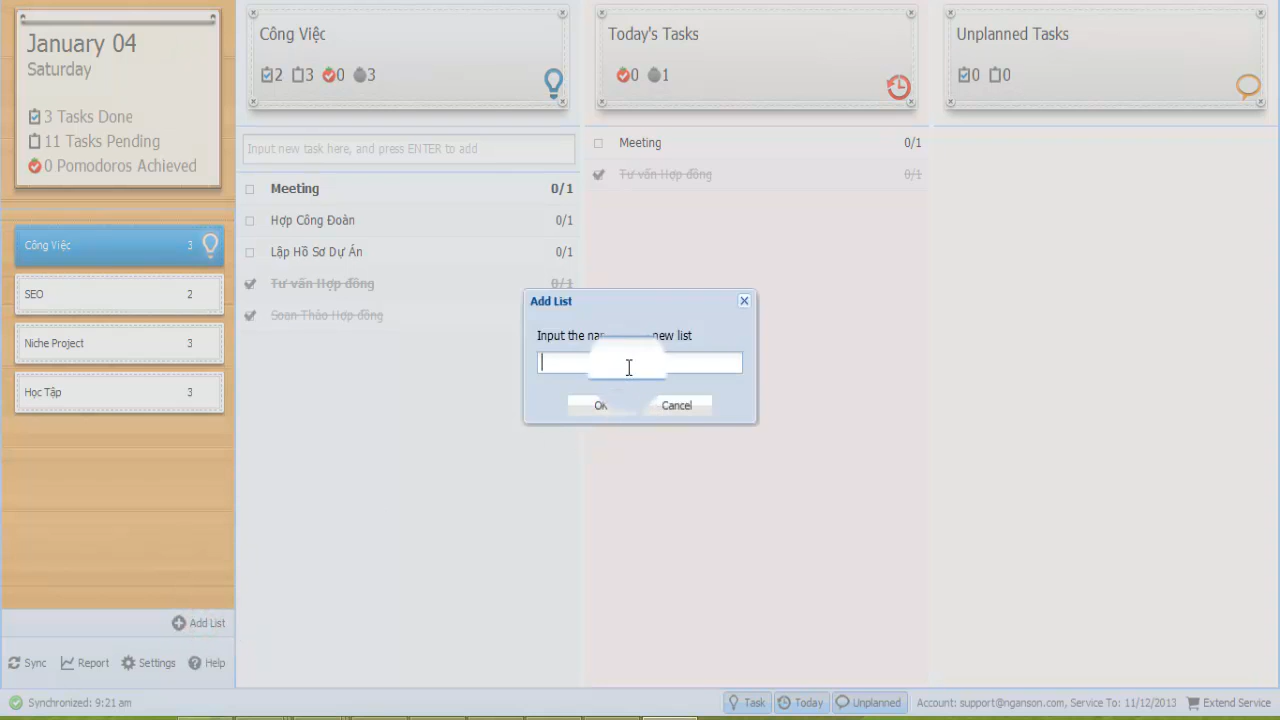 January 04
Saturday
3 Tasks Done
11 Tasks Pending
0 Pomodoros Achieved
Công Việc 3
SEO 2
Niche Project 3
Học Tập 3
Add List
Sync Report Settings Help
Công Việc
2 3 0 3
Input new task here, and press ENTER to add
Meeting 0/1
Hợp Công Đoàn 0/1
Lập Hồ Sơ Dự Án 0/1
Tư vấn Hợp đồng 0/1
Soạn Thảo Hợp đồng
Today's Tasks
0 1
Meeting 0/1
Tư vấn Hợp đồng 0/1
Unplanned Tasks
0 0
Add List
Input the new list
OK Cancel
Synchronized: 9:21 am
Task Today Unplanned Account: support@nganson.com, Service To: 11/12/2013 Extend Service